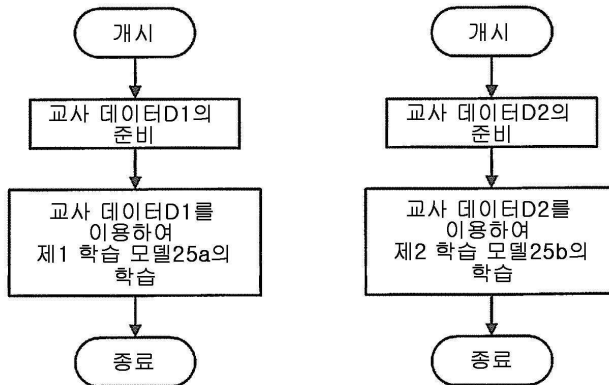 개시
교사 데이터D1의
준비
교사 데이터D1를
이용하여
제1 학습 모델25a의
학습
종료
개시
교사 데이터D2의
준비
교사 데이터D2를
이용하여
제2 학습 모델25b의
학습
종료